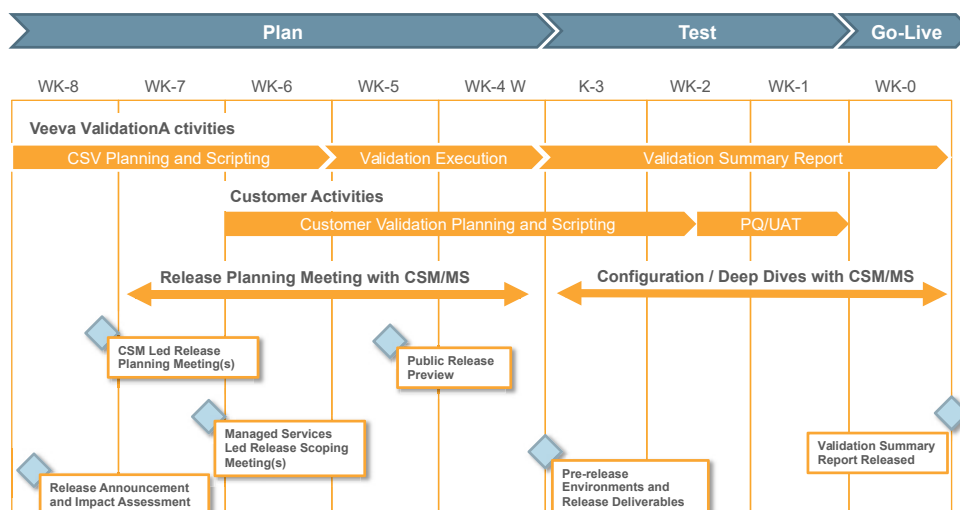 Plan
Test
Go-Live
WK-8
WK-7
WK-6
WK-5
WK-4 W
K-3
WK-2
WK-1
WK-0
Veeva ValidationA ctivities
CSV Planning and Scripting
Validation Execution
Validation Summary Report
Customer Activities
Customer Validation Planning and Scripting
PQ/UAT
Release Planning Meeting with CSM/MS
Configuration / Deep Dives with CSM/MS
CSM Led Release
Planning Meeting(s)
Public Release
Preview
Managed Services
Led Release Scoping
Meeting(s)
Validation Summary
Report Released
Release Announcement
and Impact Assessment
Pre-release
Environments and
Release Deliverables